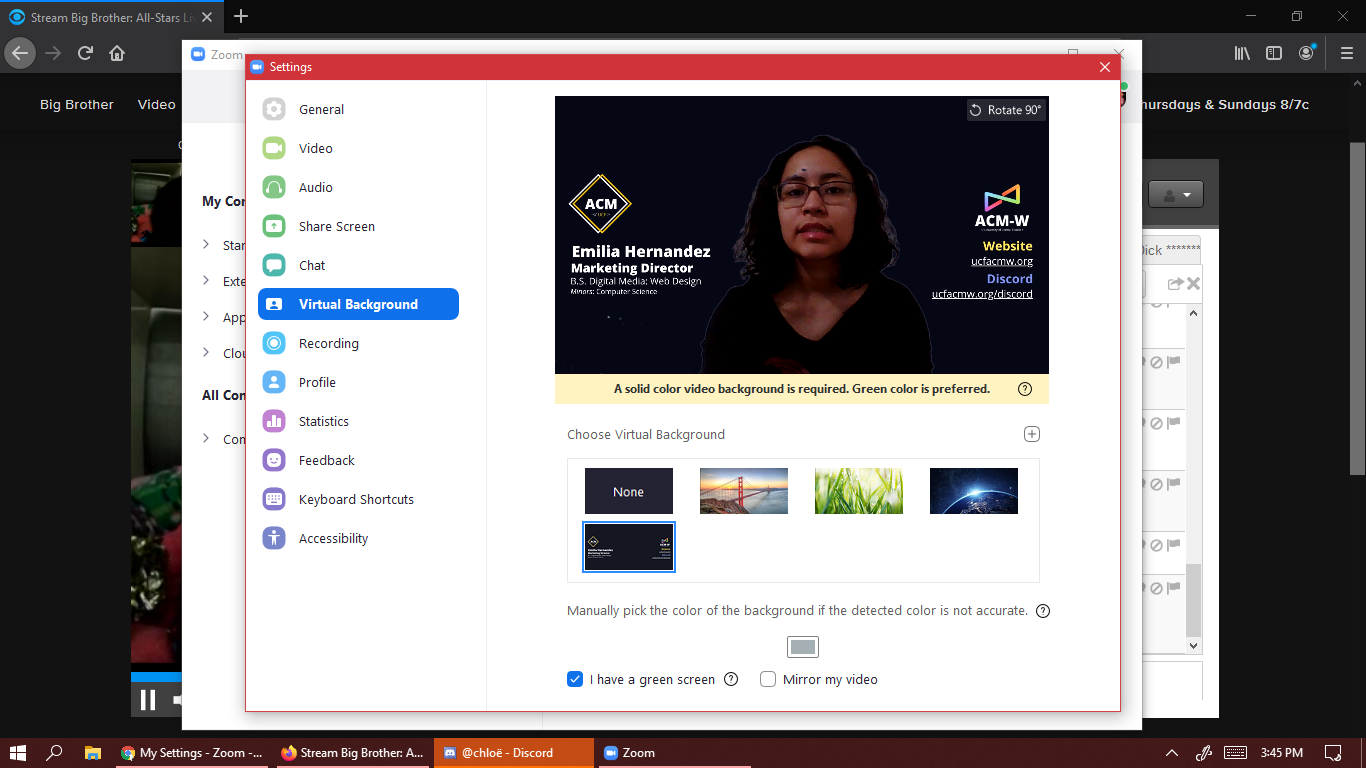 Stream Big Brother: All-Stars Li
Big Brother
Video
hursdays & Sundays 8/7c
Zoom
Settings
My Con
Star
Exte
App
Clou
All Con
Con
General
Video
Audio
Share Screen
Chat
Virtual Background
Recording
Profile
Statistics
Feedback
Keyboard Shortcuts
Accessibility
Rotate 90°
ACM
Emilia Hernandez
Marketing Director
B.S. Digital Media: Web Design
Minors: Computer Science
ACM-W
Website
ucfacmw.org
Discord
ucfacmw.org/discord
A solid color video background is required. Green color is preferred.
Choose Virtual Background
None
Manually pick the color of the background if the detected color is not accurate.
I have a green screen
Mirror my video
Dick *******
My Settings - Zoom -...
Stream Big Brother: A...
@chloë - Discord
Zoom
3:45 PM